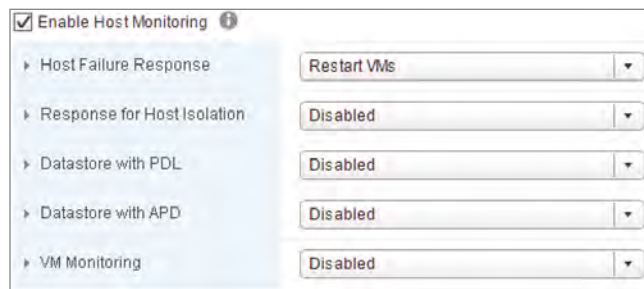 Enable Host Monitoring
Host Failure Response Restart VMs
Response for Host Isolation Disabled
Datastore with PDL Disabled
Datastore with APD Disabled
VM Monitoring Disabled